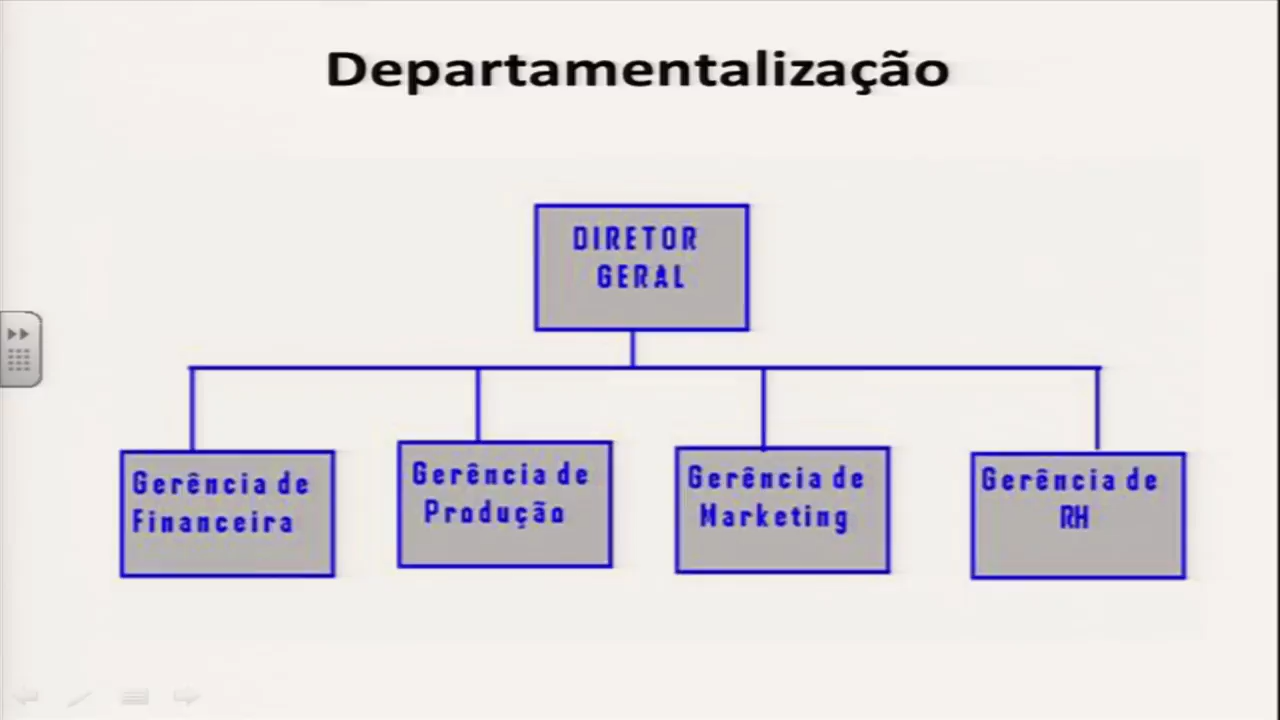 Departamentalização
DIRETOR
GERAL
Gerência de
Financeira
Gerência de
Produção
Gerência de
Marketing
Gerência de
RH